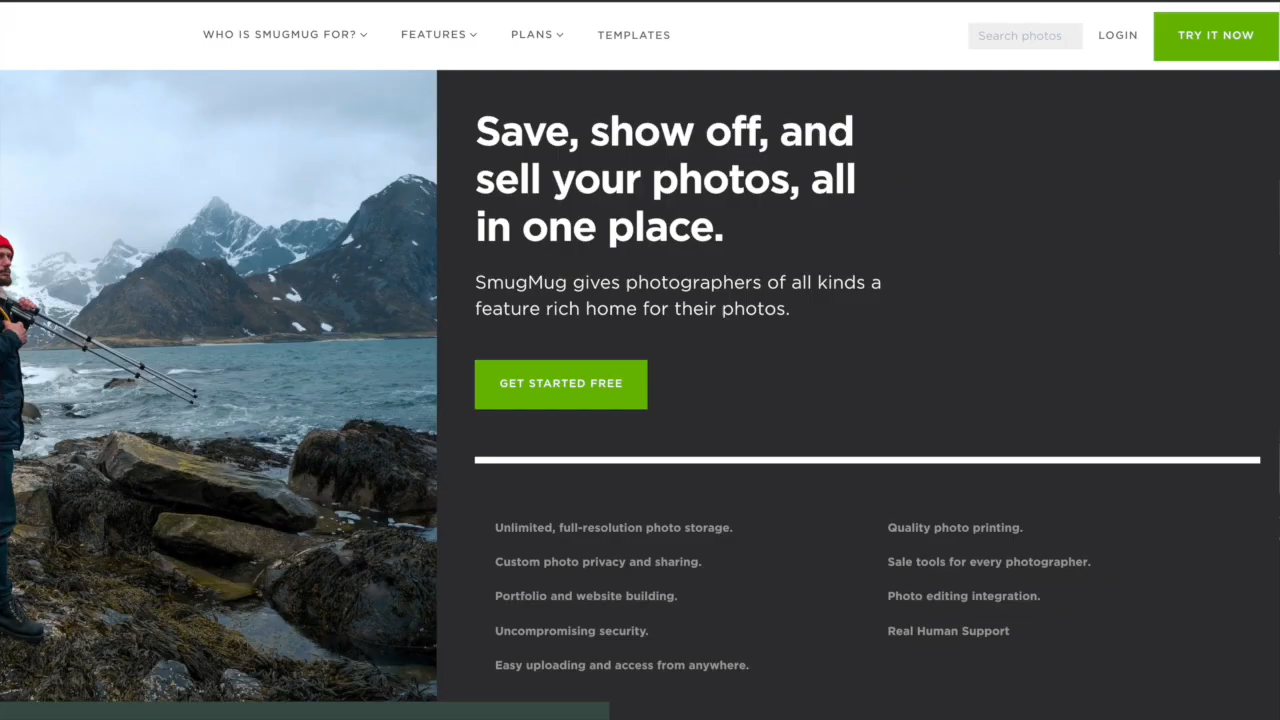 WHO IS SMUGMUG FOR? FEATURES PLANS TEMPLATES Search photos LOGIN TRY IT NOW
Save, show off, and
sell your photos, all
in one place.
SmugMug gives photographers of all kinds a
feature rich home for their photos.
GET STARTED FREE
Unlimited, full-resolution photo storage.
Custom photo privacy and sharing.
Portfolio and website building.
Uncompromising security.
Easy uploading and access from anywhere.
Quality photo printing.
Sale tools for every photographer.
Photo editing integration.
Real Human Support